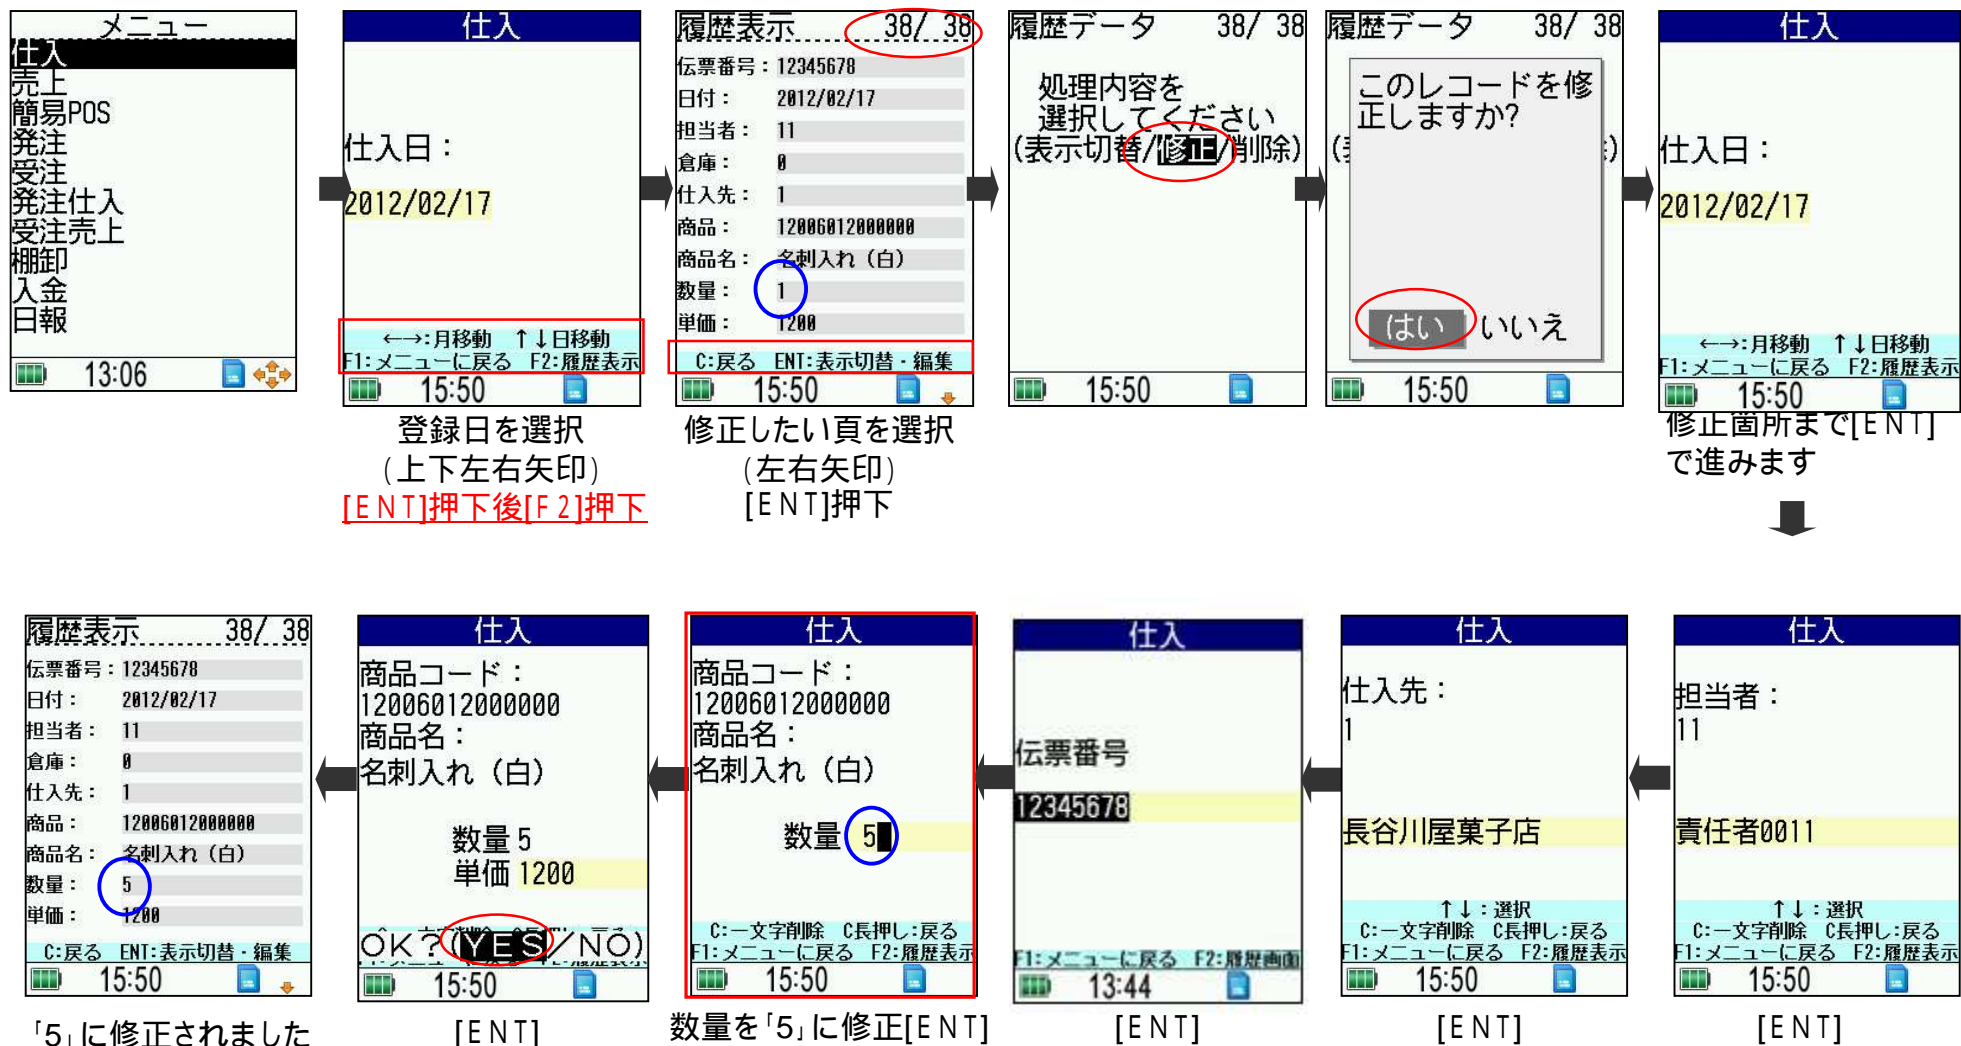 メニュー
仕入
売上
簡易POS
発注
受注
発注仕入
受注売上
棚卸
入金
日報
13:06
仕入
仕入日：
2012/02/17
←→:月移動　↑↓日移動
F1:メニューに戻る　F2:履歴表示
15:50
登録日を選択
(上下左右矢印)
[ENT]押下後[F2]押下
履歴表示 38/ 38
伝票番号：12345678
日付： 2012/02/17
担当者： 11
倉庫： 0
仕入先： 1
商品： 12006012000000
商品名： 名刺入れ（白）
数量： 1
単価： 1200
C:戻る ENT:表示切替・編集
15:50
修正したい頁を選択
(左右矢印)
[ENT]押下
履歴データ 38/ 38
処理内容を
選択してください
(表示切替/修正/削除)
15:50
履歴データ 38/ 38
このレコードを修
正しますか?
はい いいえ
15:50
仕入
仕入日：
2012/02/17
←→:月移動　↑↓日移動
F1:メニューに戻る　F2:履歴表示
15:50
修正箇所まで[ENT]
で進みます
仕入
担当者：
11
責任者0011
↑↓：選択
C:一文字削除 C長押し:戻る
F1:メニューに戻る F2:履歴表示
15:50
[ENT]
仕入
仕入先：
1
長谷川屋菓子店
↑↓：選択
C:一文字削除 C長押し:戻る
F1:メニューに戻る F2:履歴表示
15:50
[ENT]
仕入
伝票番号
12345678
F1:メニューに戻る F2:履歴画面
13:44
[ENT]
仕入
商品コード：
12006012000000
商品名：
名刺入れ（白）
数量 5
C:一文字削除 C長押し:戻る
F1:メニューに戻る F2:履歴表示
15:50
数量を「5」に修正[ENT]
仕入
商品コード：
12006012000000
商品名：
名刺入れ（白）
数量 5
単価 1200
OK?(YES/NO)
15:50
[ENT]
履歴表示 38/ 38
伝票番号：12345678
日付： 2012/02/17
担当者： 11
倉庫： 0
仕入先： 1
商品： 12006012000000
商品名： 名刺入れ（白）
数量： 5
単価： 1200
C:戻る ENT:表示切替・編集
15:50
「5」に修正されました